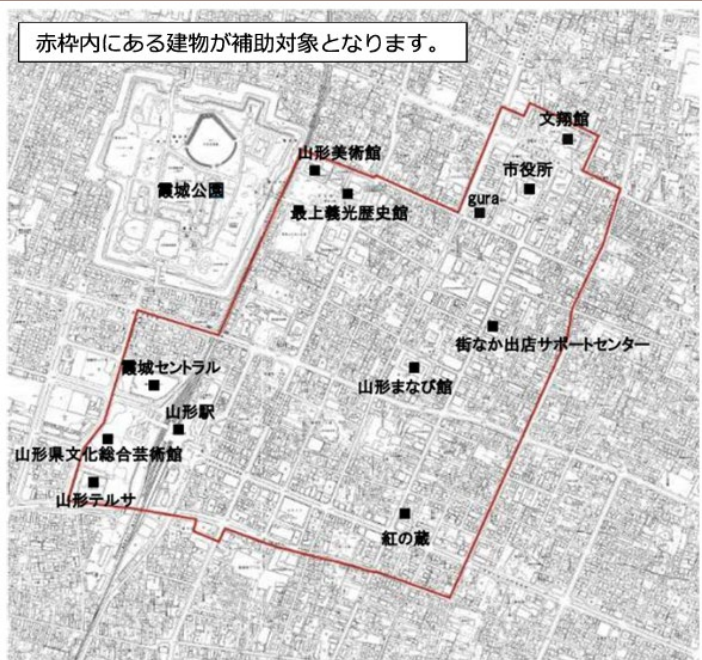 赤枠内にある建物が補助対象となります。
文翔館
山形美術館
市役所
霞城公園
gura
最上義光歴史館
街なか出店サポートセンター
霞城セントラル
山形まなび館
山形駅
山形県文化総合芸術館
山形テルサ
紅の蔵